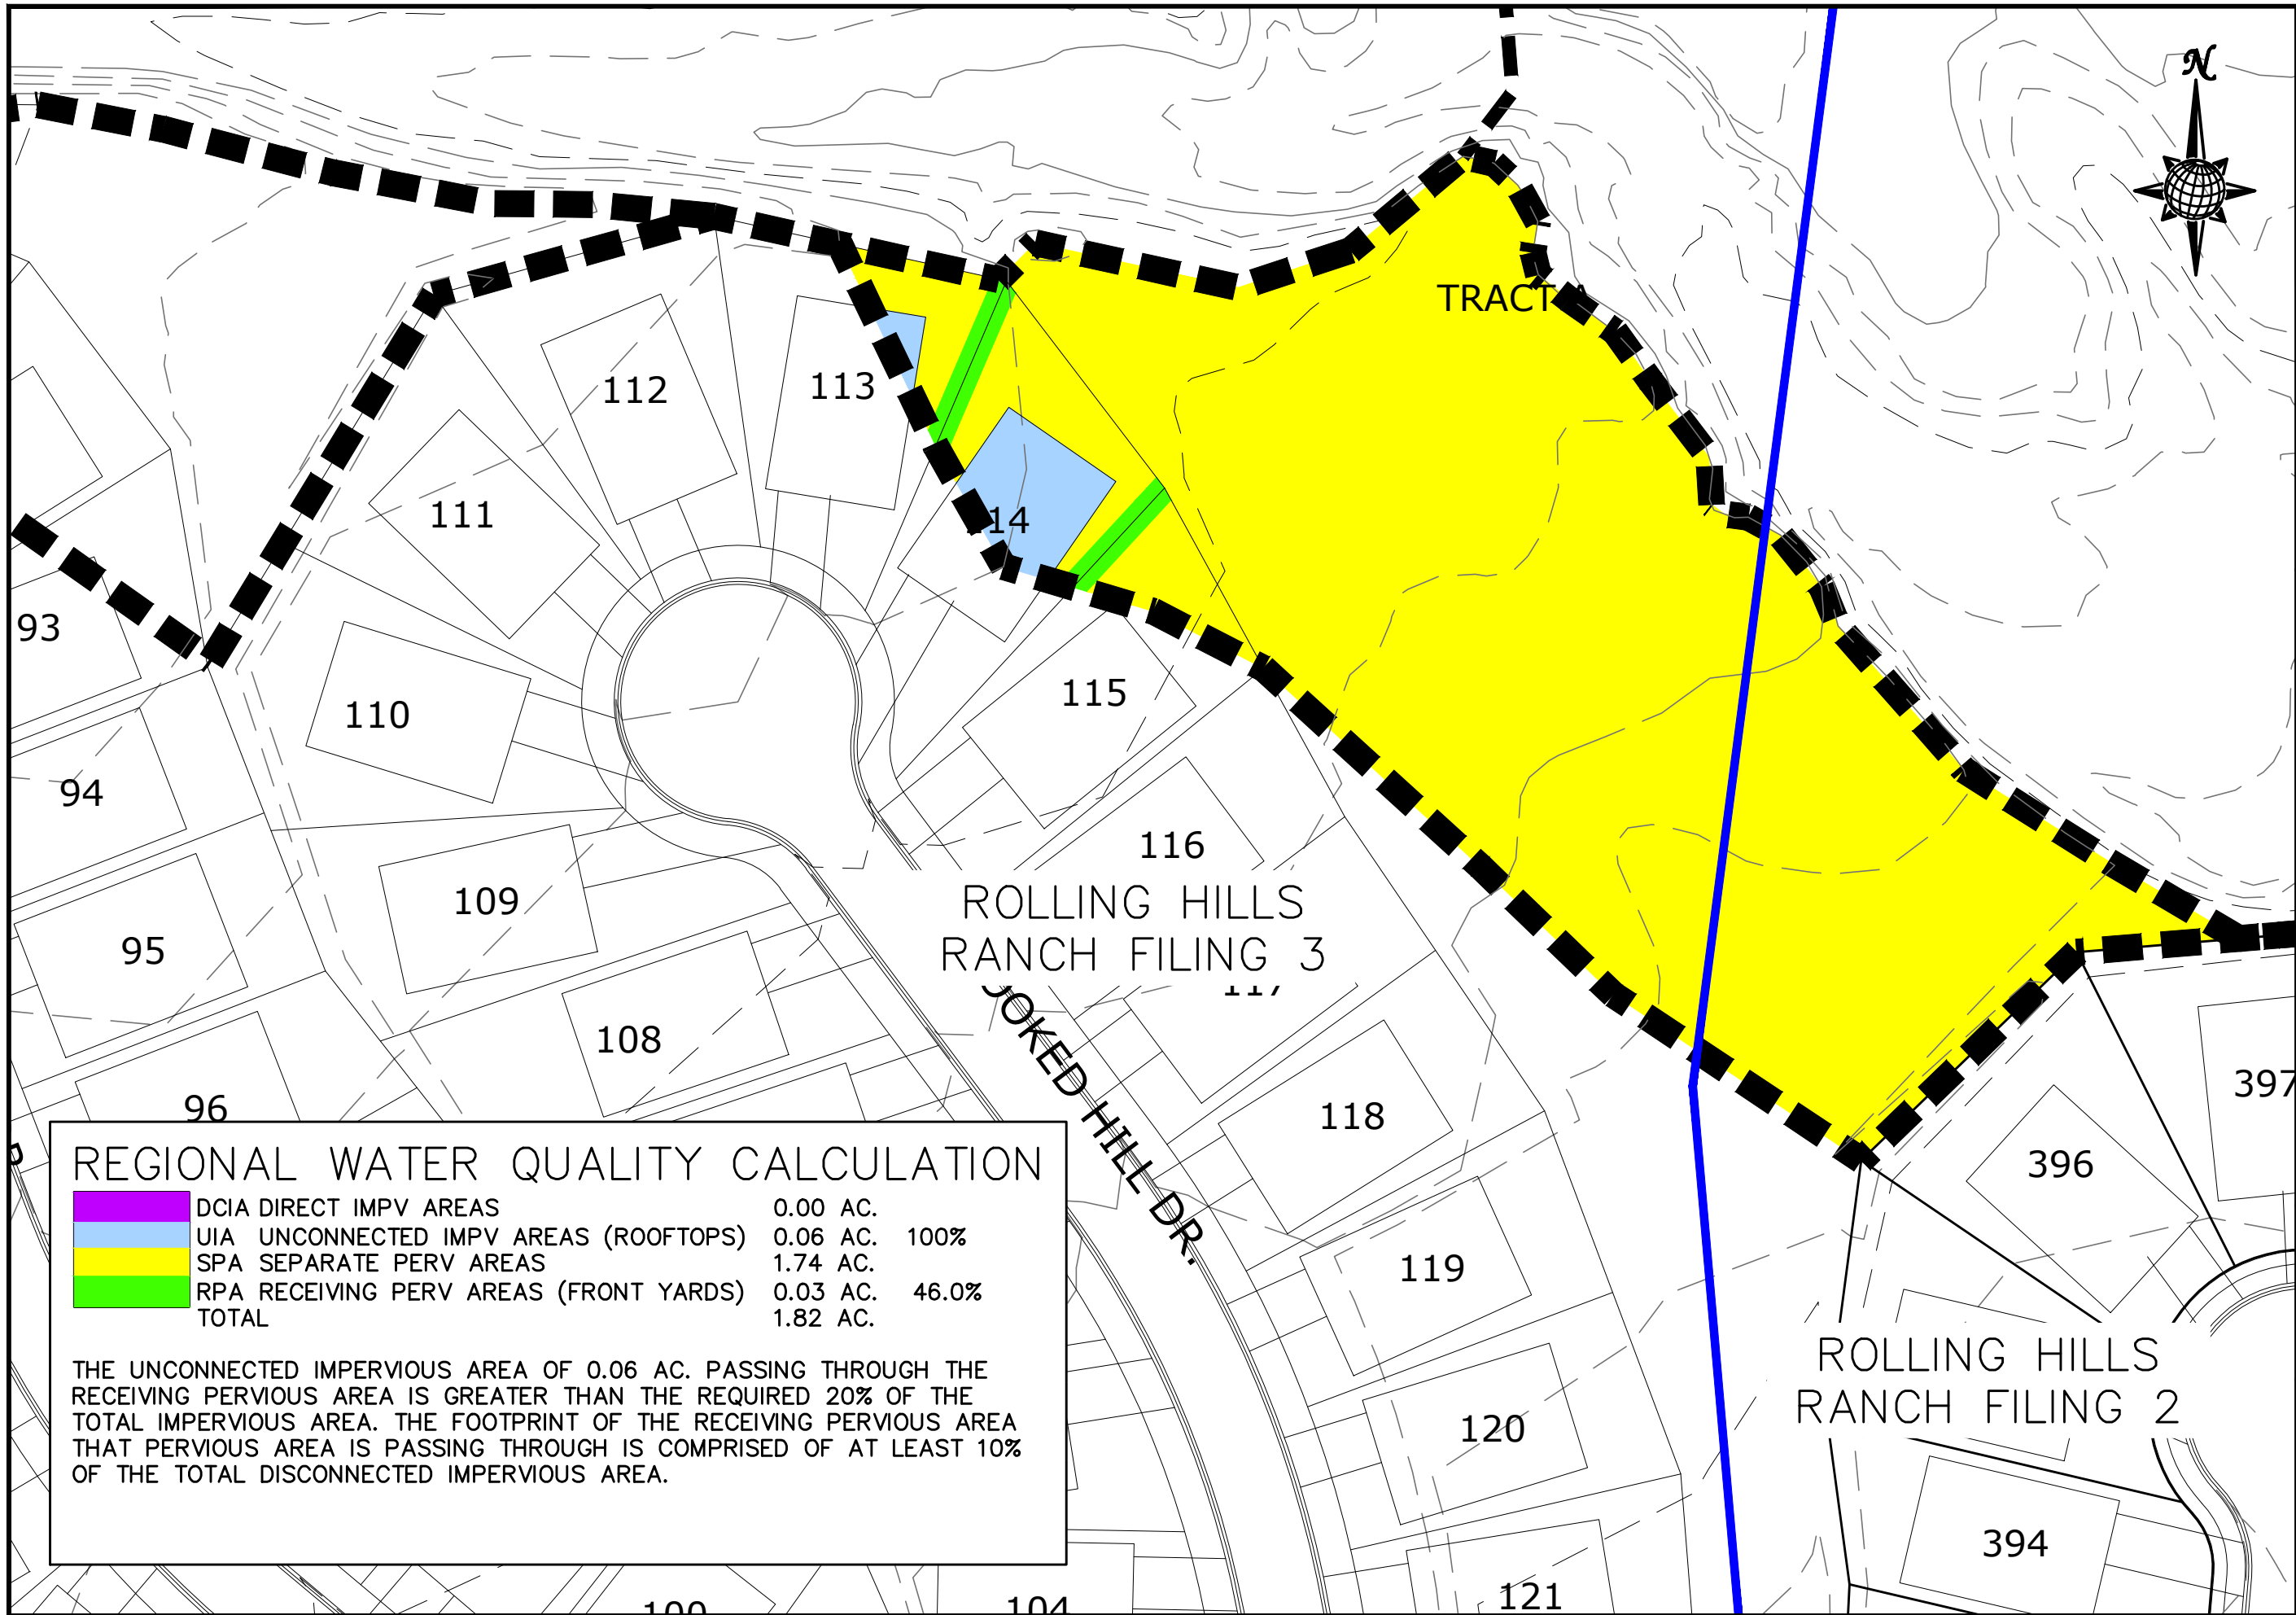 N
TRACT
112
113
111
114
93
110
115
94
116
109
ROLLING HILLS
RANCH FILING 3
95
117
OOKED HILL DR.
108
397
96
118
396
REGIONAL WATER QUALITY CALCULATION
DCIA DIRECT IMPV AREAS 0.00 AC.
UIA UNCONNECTED IMPV AREAS (ROOFTOPS) 0.06 AC. 100%
SPA SEPARATE PERV AREAS 1.74 AC.
RPA RECEIVING PERV AREAS (FRONT YARDS) 0.03 AC. 46.0%
TOTAL 1.82 AC.
THE UNCONNECTED IMPERVIOUS AREA OF 0.06 AC. PASSING THROUGH THE
RECEIVING PERVIOUS AREA IS GREATER THAN THE REQUIRED 20% OF THE
TOTAL IMPERVIOUS AREA. THE FOOTPRINT OF THE RECEIVING PERVIOUS AREA
THAT PERVIOUS AREA IS PASSING THROUGH IS COMPRISED OF AT LEAST 10%
OF THE TOTAL DISCONNECTED IMPERVIOUS AREA.
119
ROLLING HILLS
RANCH FILING 2
120
394
121
100
104